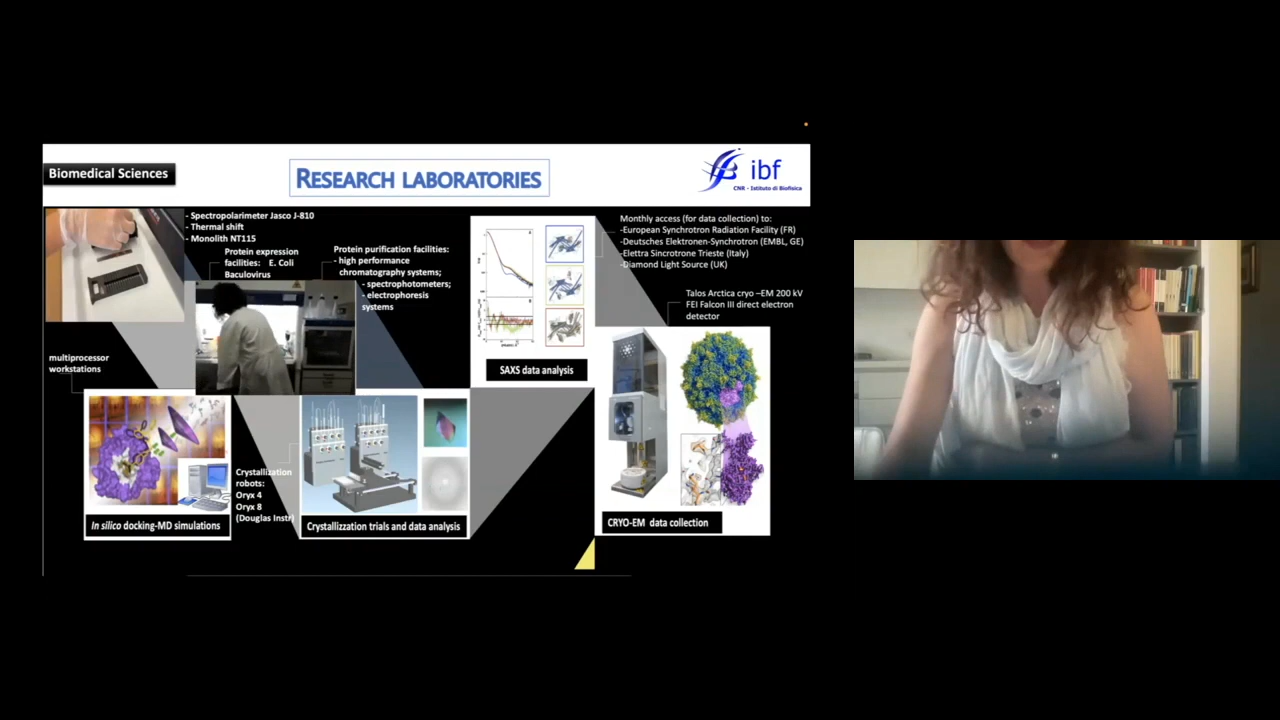 Biomedical Sciences
RESEARCH LABORATORIES
ibf
CNR - Istituto di Biofisica
- Spectropolarimeter Jasco J-810
- Thermal shift
- Monolith NT115
Protein expression
facilities: E. Coli
Baculovirus
Protein purification facilities:
- high performance
chromatography systems;
- spectrophotometers;
- electrophoresis
systems
Monthly access (for data collection) to:
-European Synchrotron Radiation Facility (FR)
-Deutsches Elektronen-Synchrotron (EMBL, GE)
-Elettra Sincrotrone Trieste (Italy)
-Diamond Light Source (UK)
Talos Arctica cryo –EM 200 kV
FEI Falcon III direct electron
detector
multiprocessor
workstations
SAXS data analysis
Crystallization
robots:
Oryx 4
Oryx 8
(Douglas Instr)
In silico docking-MD simulations
Crystallizzation trials and data analysis
CRYO-EM data collection